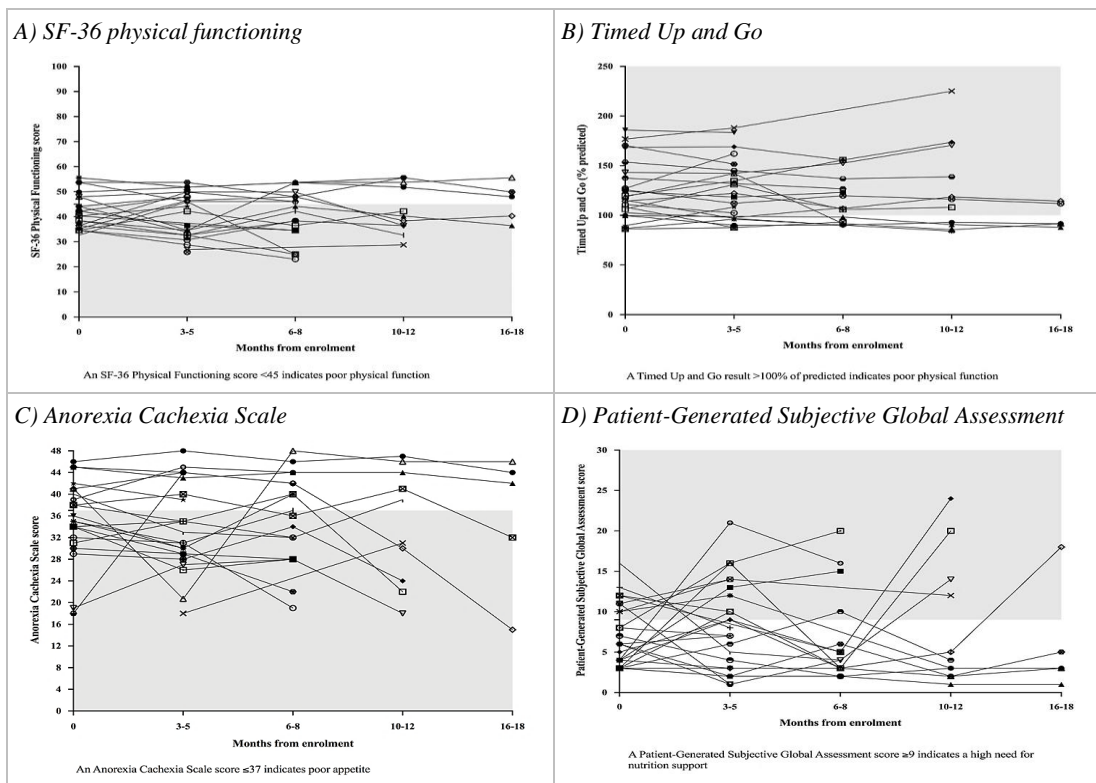 A) SF-36 physical functioning
100
90
80
70
60
50
40
30
20
10
0
SF-36 Physical Functioning score
0 3-5 6-8 10-12 16-18
Months from enrolment
An SF-36 Physical Functioning score <45 indicates poor physical function
B) Timed Up and Go
250
200
150
100
50
0
Timed Up and Go (% predicted)
0 3-5 6-8 10-12 16-18
Months from enrolment
A Timed Up and Go result >100% of predicted indicates poor physical function
C) Anorexia Cachexia Scale
48
44
40
36
32
28
24
20
16
12
8
4
0
Anorexia Cachexia Scale score
0 3-5 6-8 10-12 16-18
Months from enrolment
An Anorexia Cachexia Scale score ≤37 indicates poor appetite
D) Patient-Generated Subjective Global Assessment
30
25
20
15
10
5
0
Patient-Generated Subjective Global Assessment score
0 3-5 6-8 10-12 16-18
Months from enrolment
A Patient-Generated Subjective Global Assessment score ≥9 indicates a high need for
nutrition support